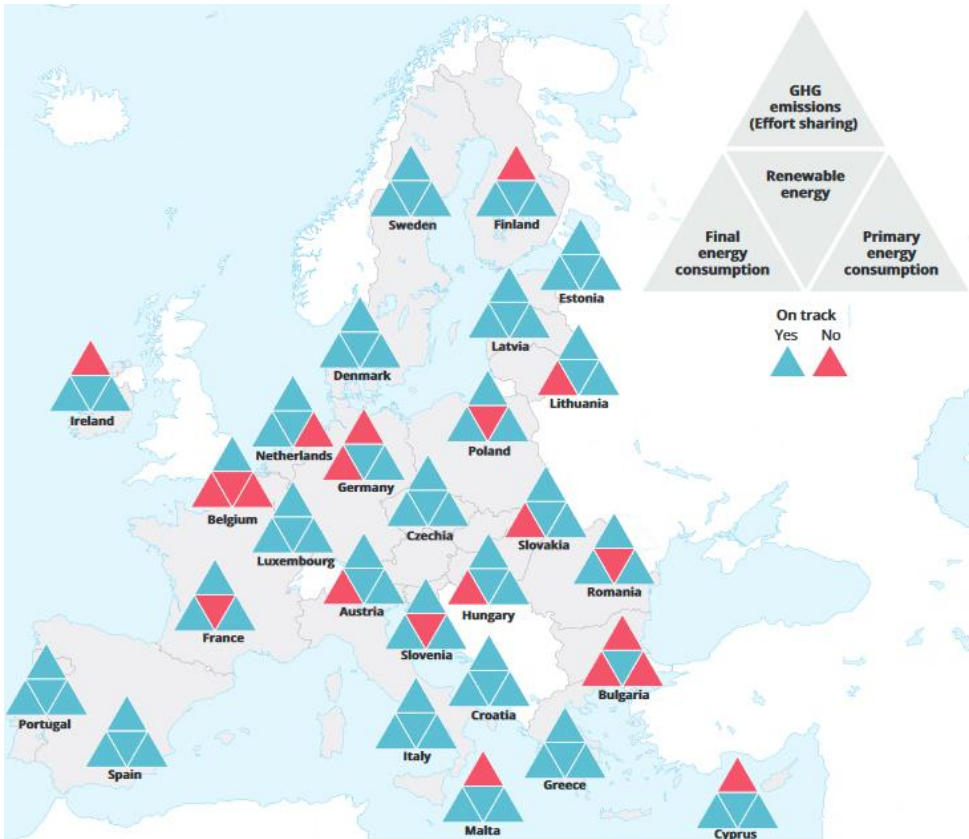 GHG
emissions
(Effort sharing)
Renewable
energy
Final
energy
consumption
Primary
energy
consumption
On track
Yes No
Sweden
Finland
Estonia
Latvia
Denmark
Lithuania
Ireland
Netherlands
Poland
Germany
Belgium
Czechia
Slovakia
Luxembourg
Romania
Austria
Hungary
France
Slovenia
Bulgaria
Croatia
Portugal
Italy
Spain
Greece
Malta
Cyprus